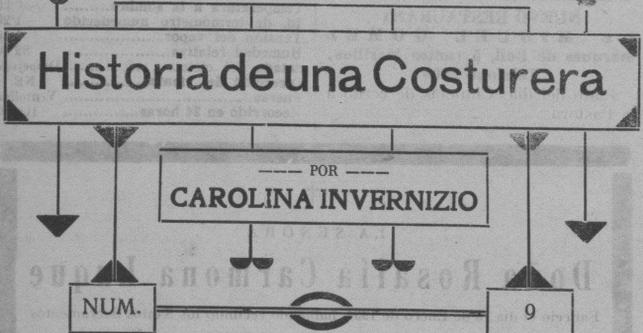 Historia de una Costurera
POR
CAROLINA INVERNIZIO
NUM. 9